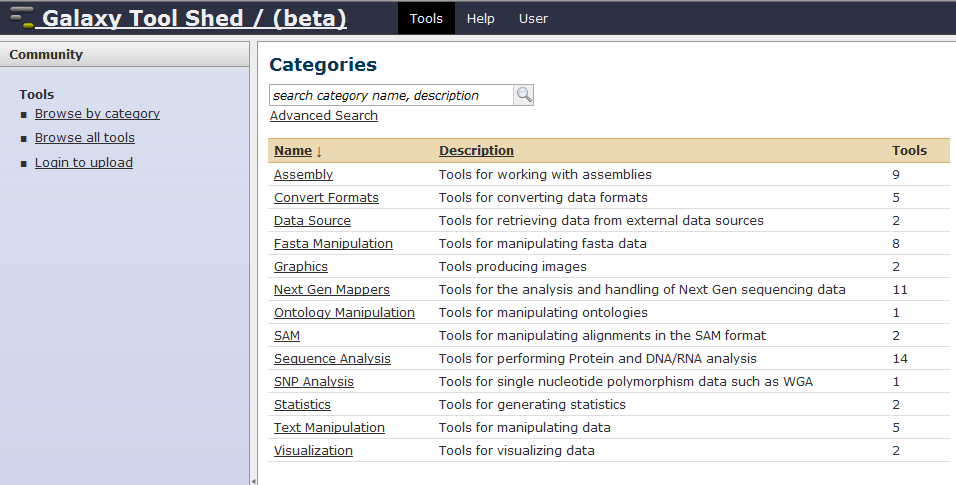 Galaxy Tool Shed / (beta) Tools Help User
Community
Tools
Browse by category
Browse all tools
Login to upload
Categories
search category name, description
Advanced Search
Name ↓ Description Tools
Assembly Tools for working with assemblies 9
Convert Formats Tools for converting data formats 5
Data Source Tools for retrieving data from external data sources 2
Fasta Manipulation Tools for manipulating fasta data 8
Graphics Tools producing images 2
Next Gen Mappers Tools for the analysis and handling of Next Gen sequencing data 11
Ontology Manipulation Tools for manipulating ontologies 1
SAM Tools for manipulating alignments in the SAM format 2
Sequence Analysis Tools for performing Protein and DNA/RNA analysis 14
SNP Analysis Tools for single nucleotide polymorphism data such as WGA 1
Statistics Tools for generating statistics 2
Text Manipulation Tools for manipulating data 5
Visualization Tools for visualizing data 2